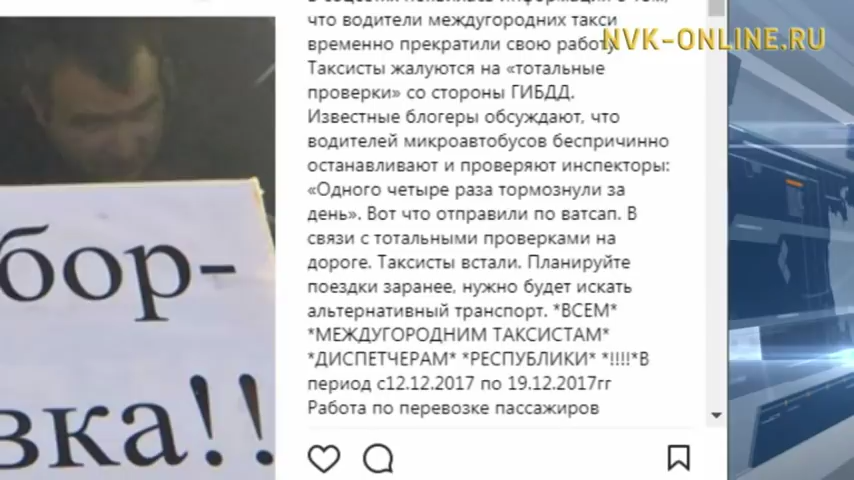 что водители междугородних такси
временно прекратили свою работу.
Таксисты жалуются на «тотальные
проверки» со стороны ГИБДД.
Известные блогеры обсуждают, что
водителей микроавтобусов беспричинно
останавливают и проверяют инспекторы:
«Одного четыре раза тормознули за
день». Вот что отправили по ватсап. В
связи с тотальными проверками на
дороге. Таксисты встали. Планируйте
поездки заранее, нужно будет искать
альтернативный транспорт. *ВСЕМ*
*МЕЖДУГОРОДНИМ ТАКСИСТАМ*
*ДИСПЕТЧЕРАМ* *РЕСПУБЛИКИ* *!!!!*В
период с12.12.2017 по 19.12.2017гг
Работа по перевозке пассажиров
NVK-ONLINE.RU
бор-
вка!!